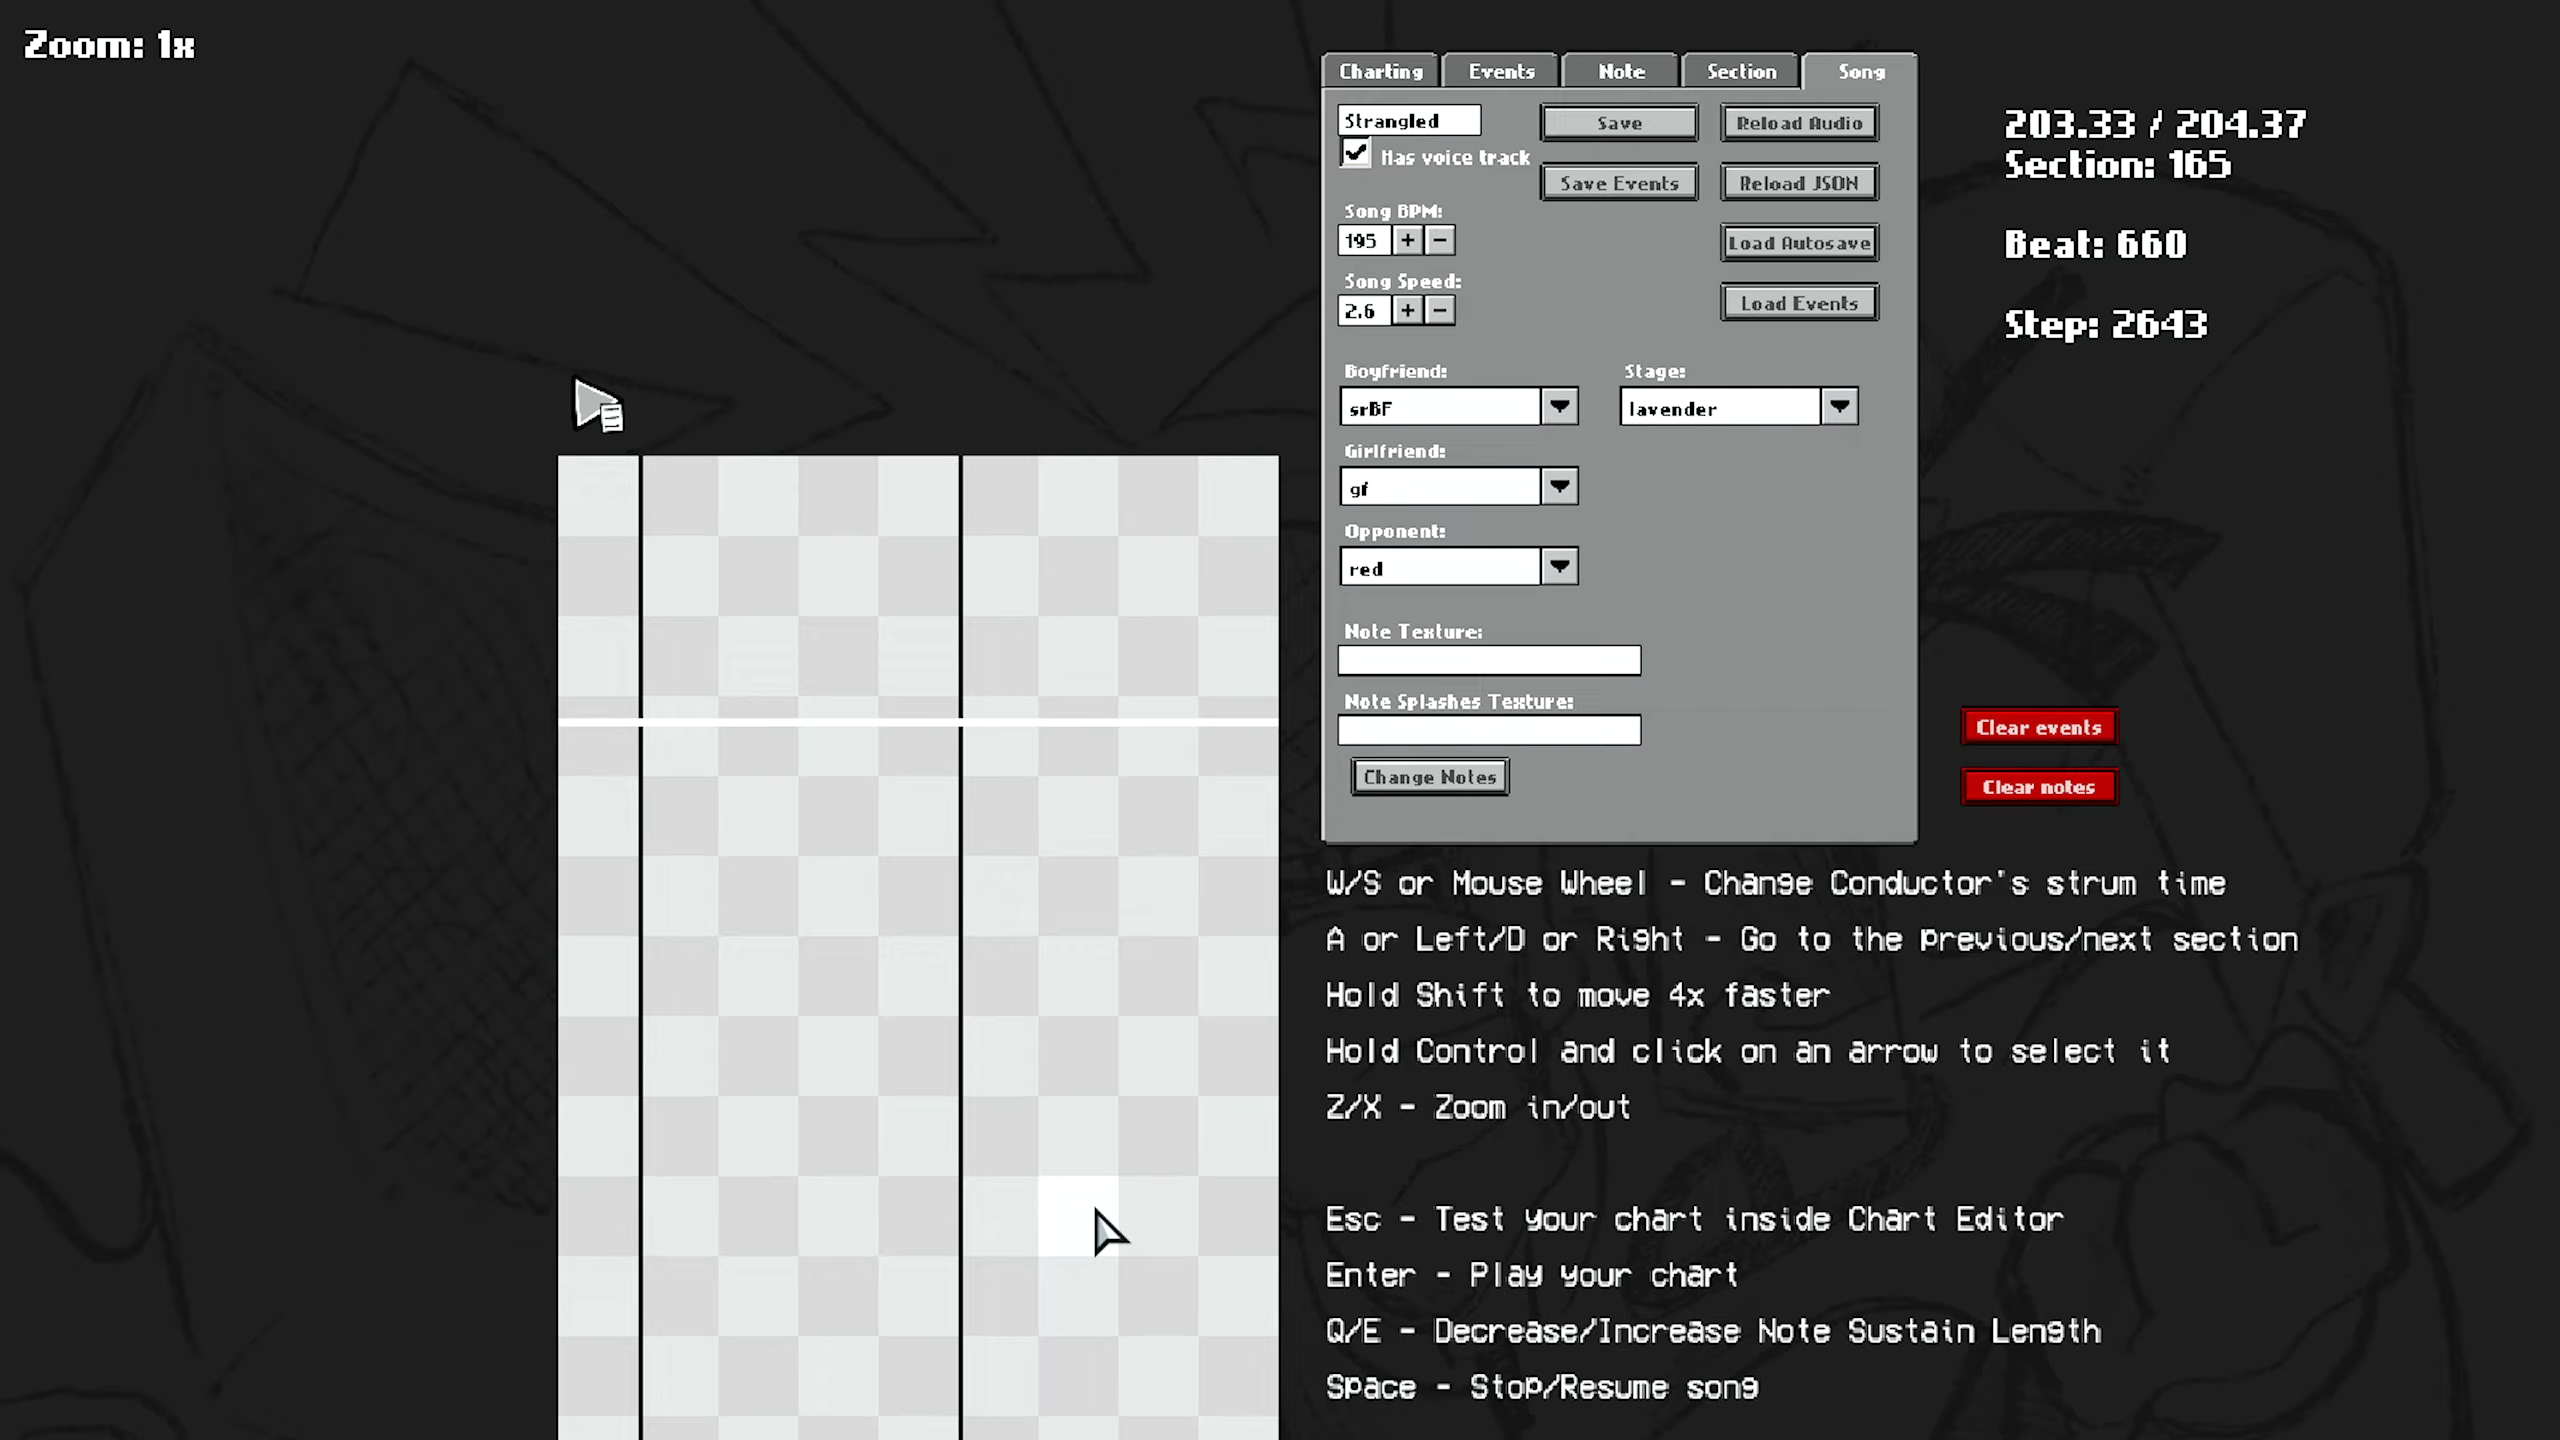 Zoom: 1x
Charting
Events
Note
Section
Song
Strangled
Save
Reload Audio
Has voice track
Save Events
Reload JSON
Song BPM:
195
+
-
Load Autosave
Song Speed:
2.6
+
-
Load Events
Boyfriend:
Stage:
srBF
lavender
Girlfriend:
gf
Opponent:
red
Note Texture:
Note Splashes Texture:
Change Notes
203.33 / 204.37
Section: 165
Beat: 660
Step: 2643
Clear events
Clear notes
W/S or Mouse Wheel - Change Conductor's strum time
A or Left/D or Right - Go to the previous/next section
Hold Shift to move 4x faster
Hold Control and click on an arrow to select it
Z/X - Zoom in/out
Esc - Test your chart inside Chart Editor
Enter - Play your chart
Q/E - Decrease/Increase Note Sustain Length
Space - Stop/Resume song